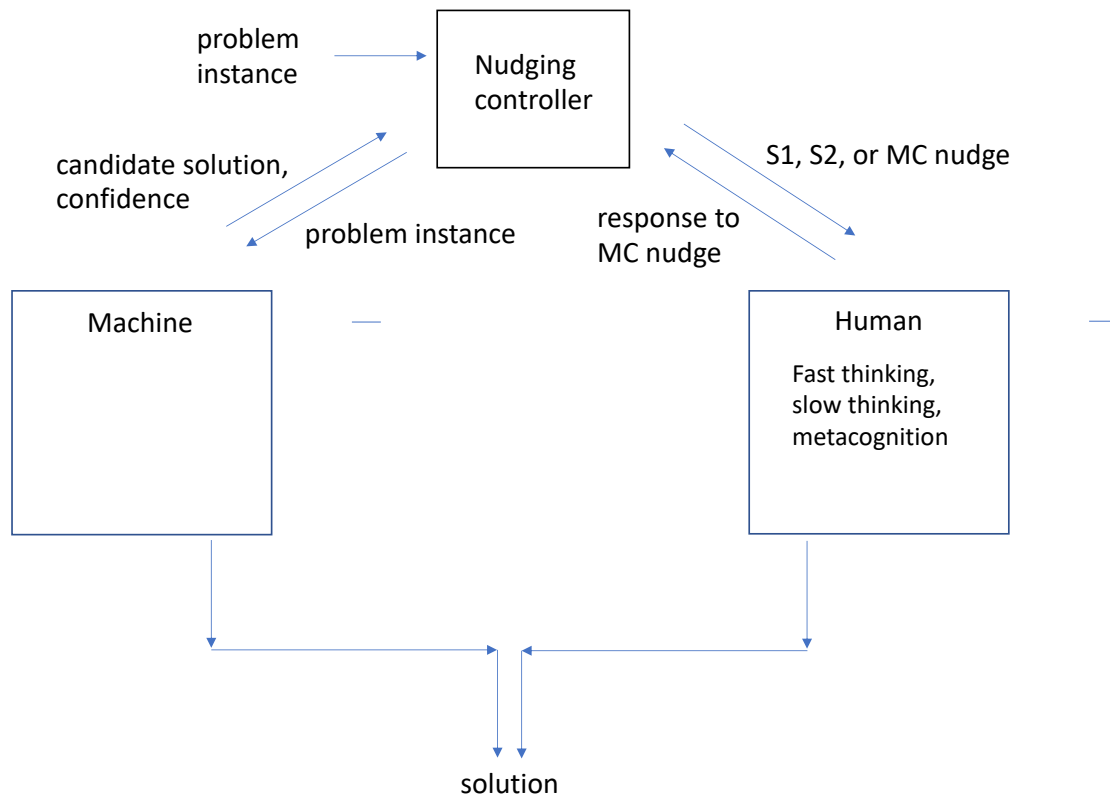 problem
instance
Nudging
controller
candidate solution,
confidence
S1, S2, or MC nudge
problem instance
response to
MC nudge
Machine
Human
Fast thinking,
slow thinking,
metacognition
solution